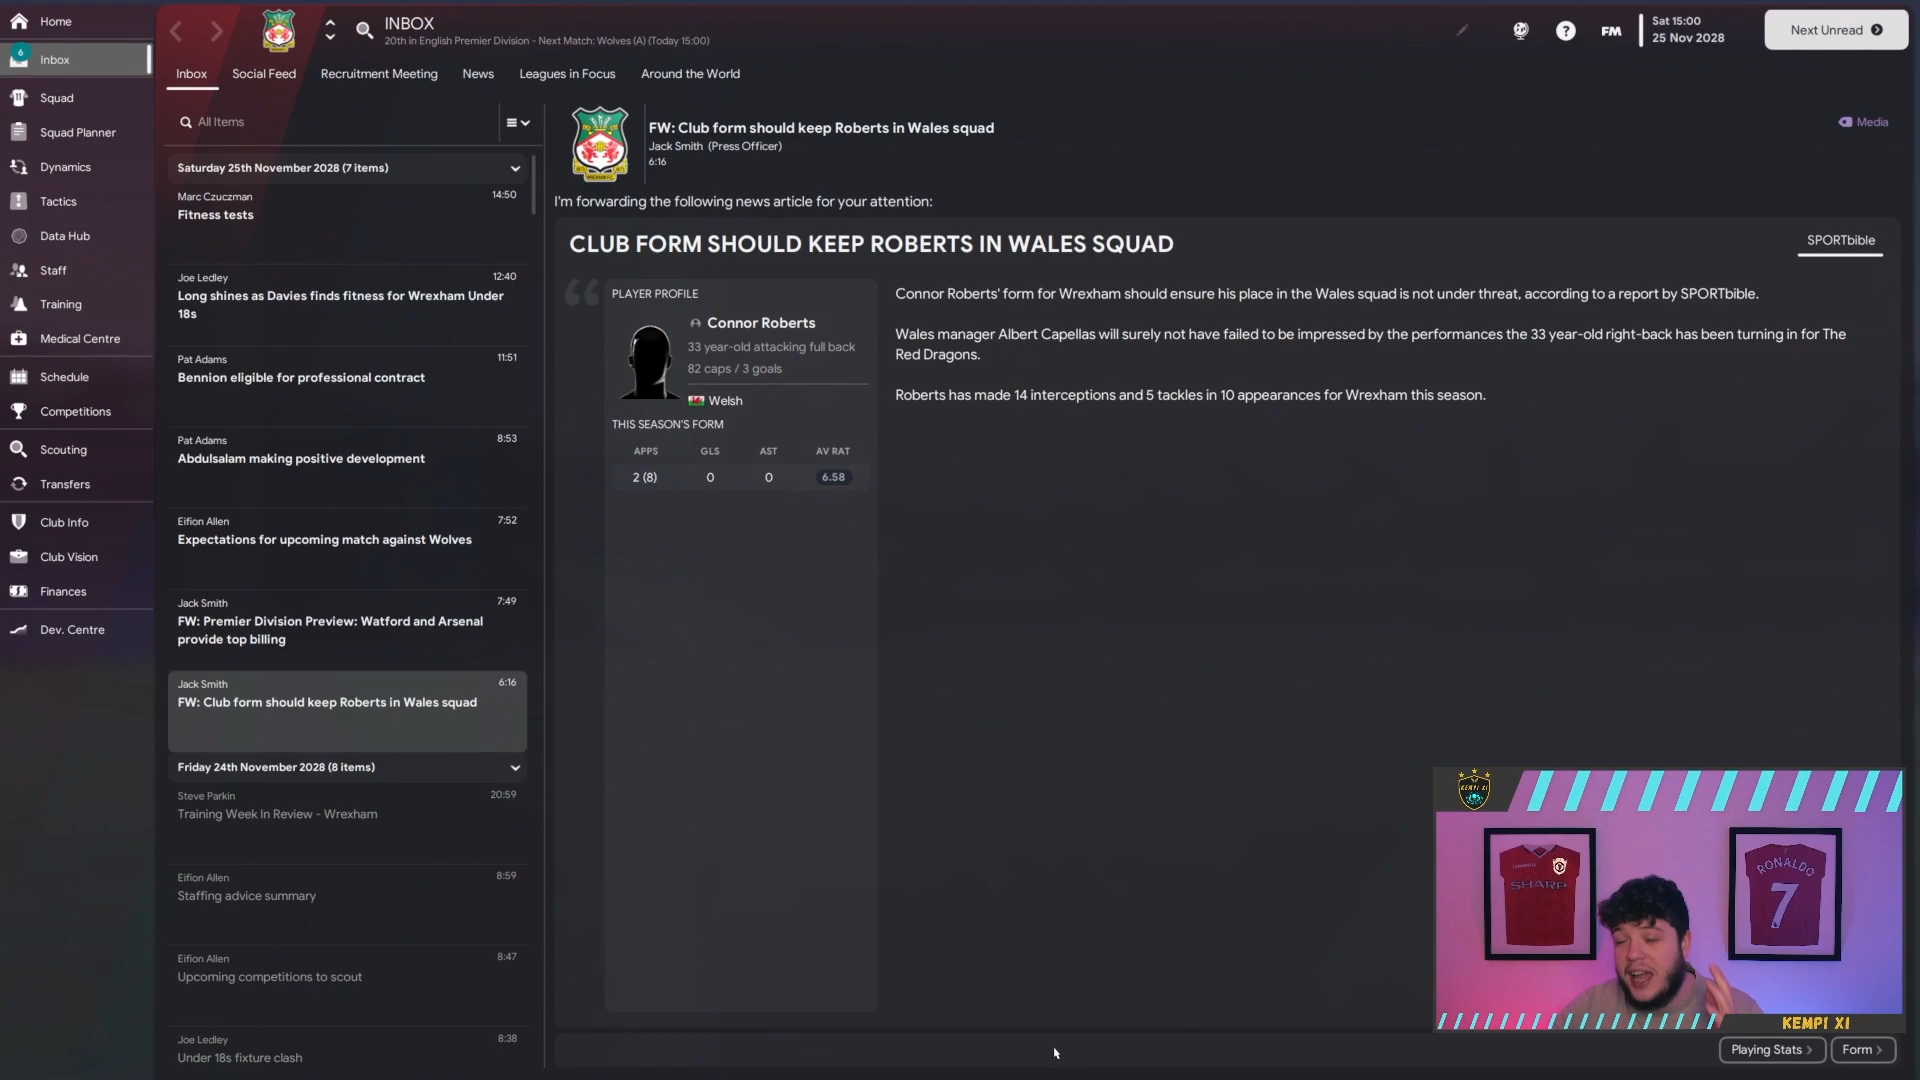 Home
6
Inbox
Squad
Squad Planner
Dynamics
Tactics
Data Hub
Staff
Training
Medical Centre
Schedule
Competitions
Scouting
Transfers
Club Info
Club Vision
Finances
Dev. Centre
INBOX
20th in English Premier Division - Next Match: Wolves (A) (Today 15:00)
FM
Sat 15:00
25 Nov 2028
Next Unread
Inbox
Social Feed
Recruitment Meeting
News
Leagues in Focus
Around the World
All Items
Saturday 25th November 2028 (7 items)
Marc Czuczman 14:50
Fitness tests
Joe Ledley 12:40
Long shines as Davies finds fitness for Wrexham Under
18s
Pat Adams 11:51
Bennion eligible for professional contract
Pat Adams 8:53
Abdulsalam making positive development
Eifion Allen 7:52
Expectations for upcoming match against Wolves
Jack Smith 7:49
FW: Premier Division Preview: Watford and Arsenal
provide top billing
Jack Smith 6:16
FW: Club form should keep Roberts in Wales squad
Friday 24th November 2028 (8 items)
Steve Parkin 20:59
Training Week In Review - Wrexham
Eifion Allen 8:59
Staffing advice summary
Eifion Allen 8:47
Upcoming competitions to scout
Joe Ledley 8:38
Under 18s fixture clash
FW: Club form should keep Roberts in Wales squad
Jack Smith (Press Officer)
6:16
Media
I'm forwarding the following news article for your attention:
CLUB FORM SHOULD KEEP ROBERTS IN WALES SQUAD
SPORTbible
PLAYER PROFILE
Connor Roberts
33 year-old attacking full back
82 caps / 3 goals
Welsh
THIS SEASON'S FORM
APPS GLS AST AV RAT
2 (8) 0 0 6.58
Connor Roberts' form for Wrexham should ensure his place in the Wales squad is not under threat, according to a report by SPORTbible.
Wales manager Albert Capellas will surely not have failed to be impressed by the performances the 33 year-old right-back has been turning in for The
Red Dragons.
Roberts has made 14 interceptions and 5 tackles in 10 appearances for Wrexham this season.
KEMPI XI
SHARP
RONALDO
7
KEMPI XI
Playing Stats
Form